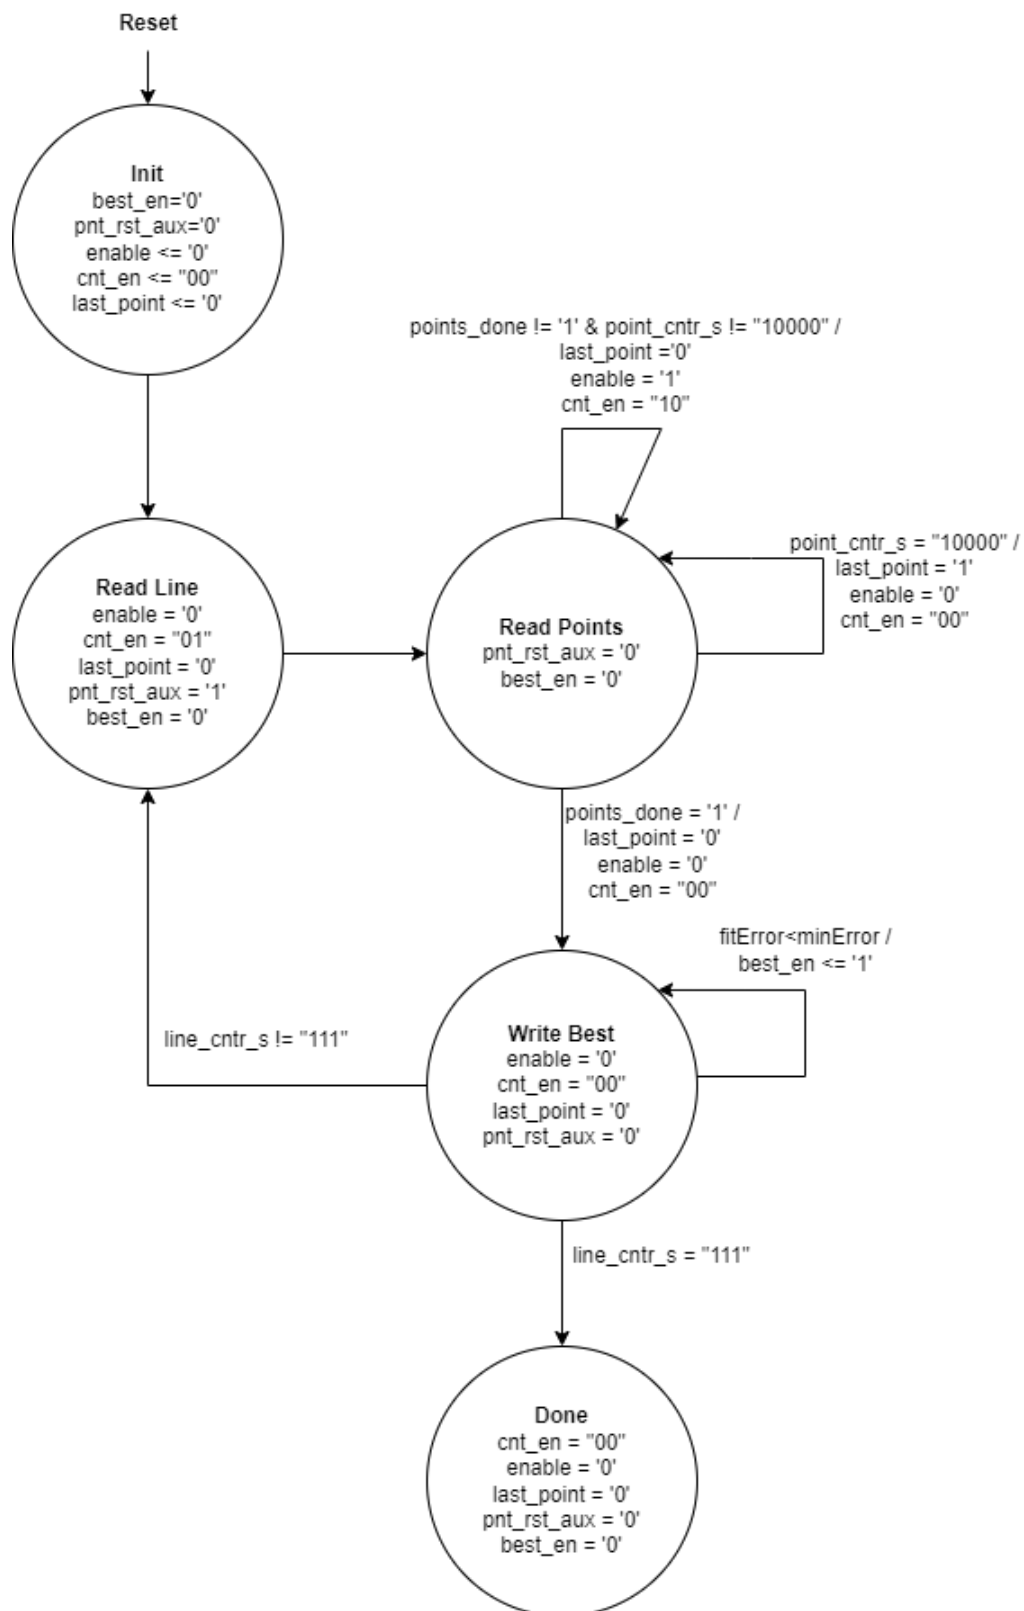 Reset
Init
best_en='0'
pnt_rst_aux='0'
enable <= '0'
cnt_en <= "00"
last_point <= '0'
points_done != '1' & point_cntr_s != "10000" /
last_point ='0'
enable = '1'
cnt_en = "10"
point_cntr_s = "10000" /
last_point = '1'
enable = '0'
cnt_en = "00"
Read Line
enable = '0'
cnt_en = "01"
last_point = '0'
pnt_rst_aux = '1'
best_en = '0'
Read Points
pnt_rst_aux = '0'
best_en = '0'
points_done = '1' /
last_point = '0'
enable = '0'
cnt_en = "00"
fitError<minError /
best_en <= '1'
line_cntr_s != "111"
Write Best
enable = '0'
cnt_en = "00"
last_point = '0'
pnt_rst_aux = '0'
line_cntr_s = "111"
Done
cnt_en = "00"
enable = '0'
last_point = '0'
pnt_rst_aux = '0'
best_en = '0'